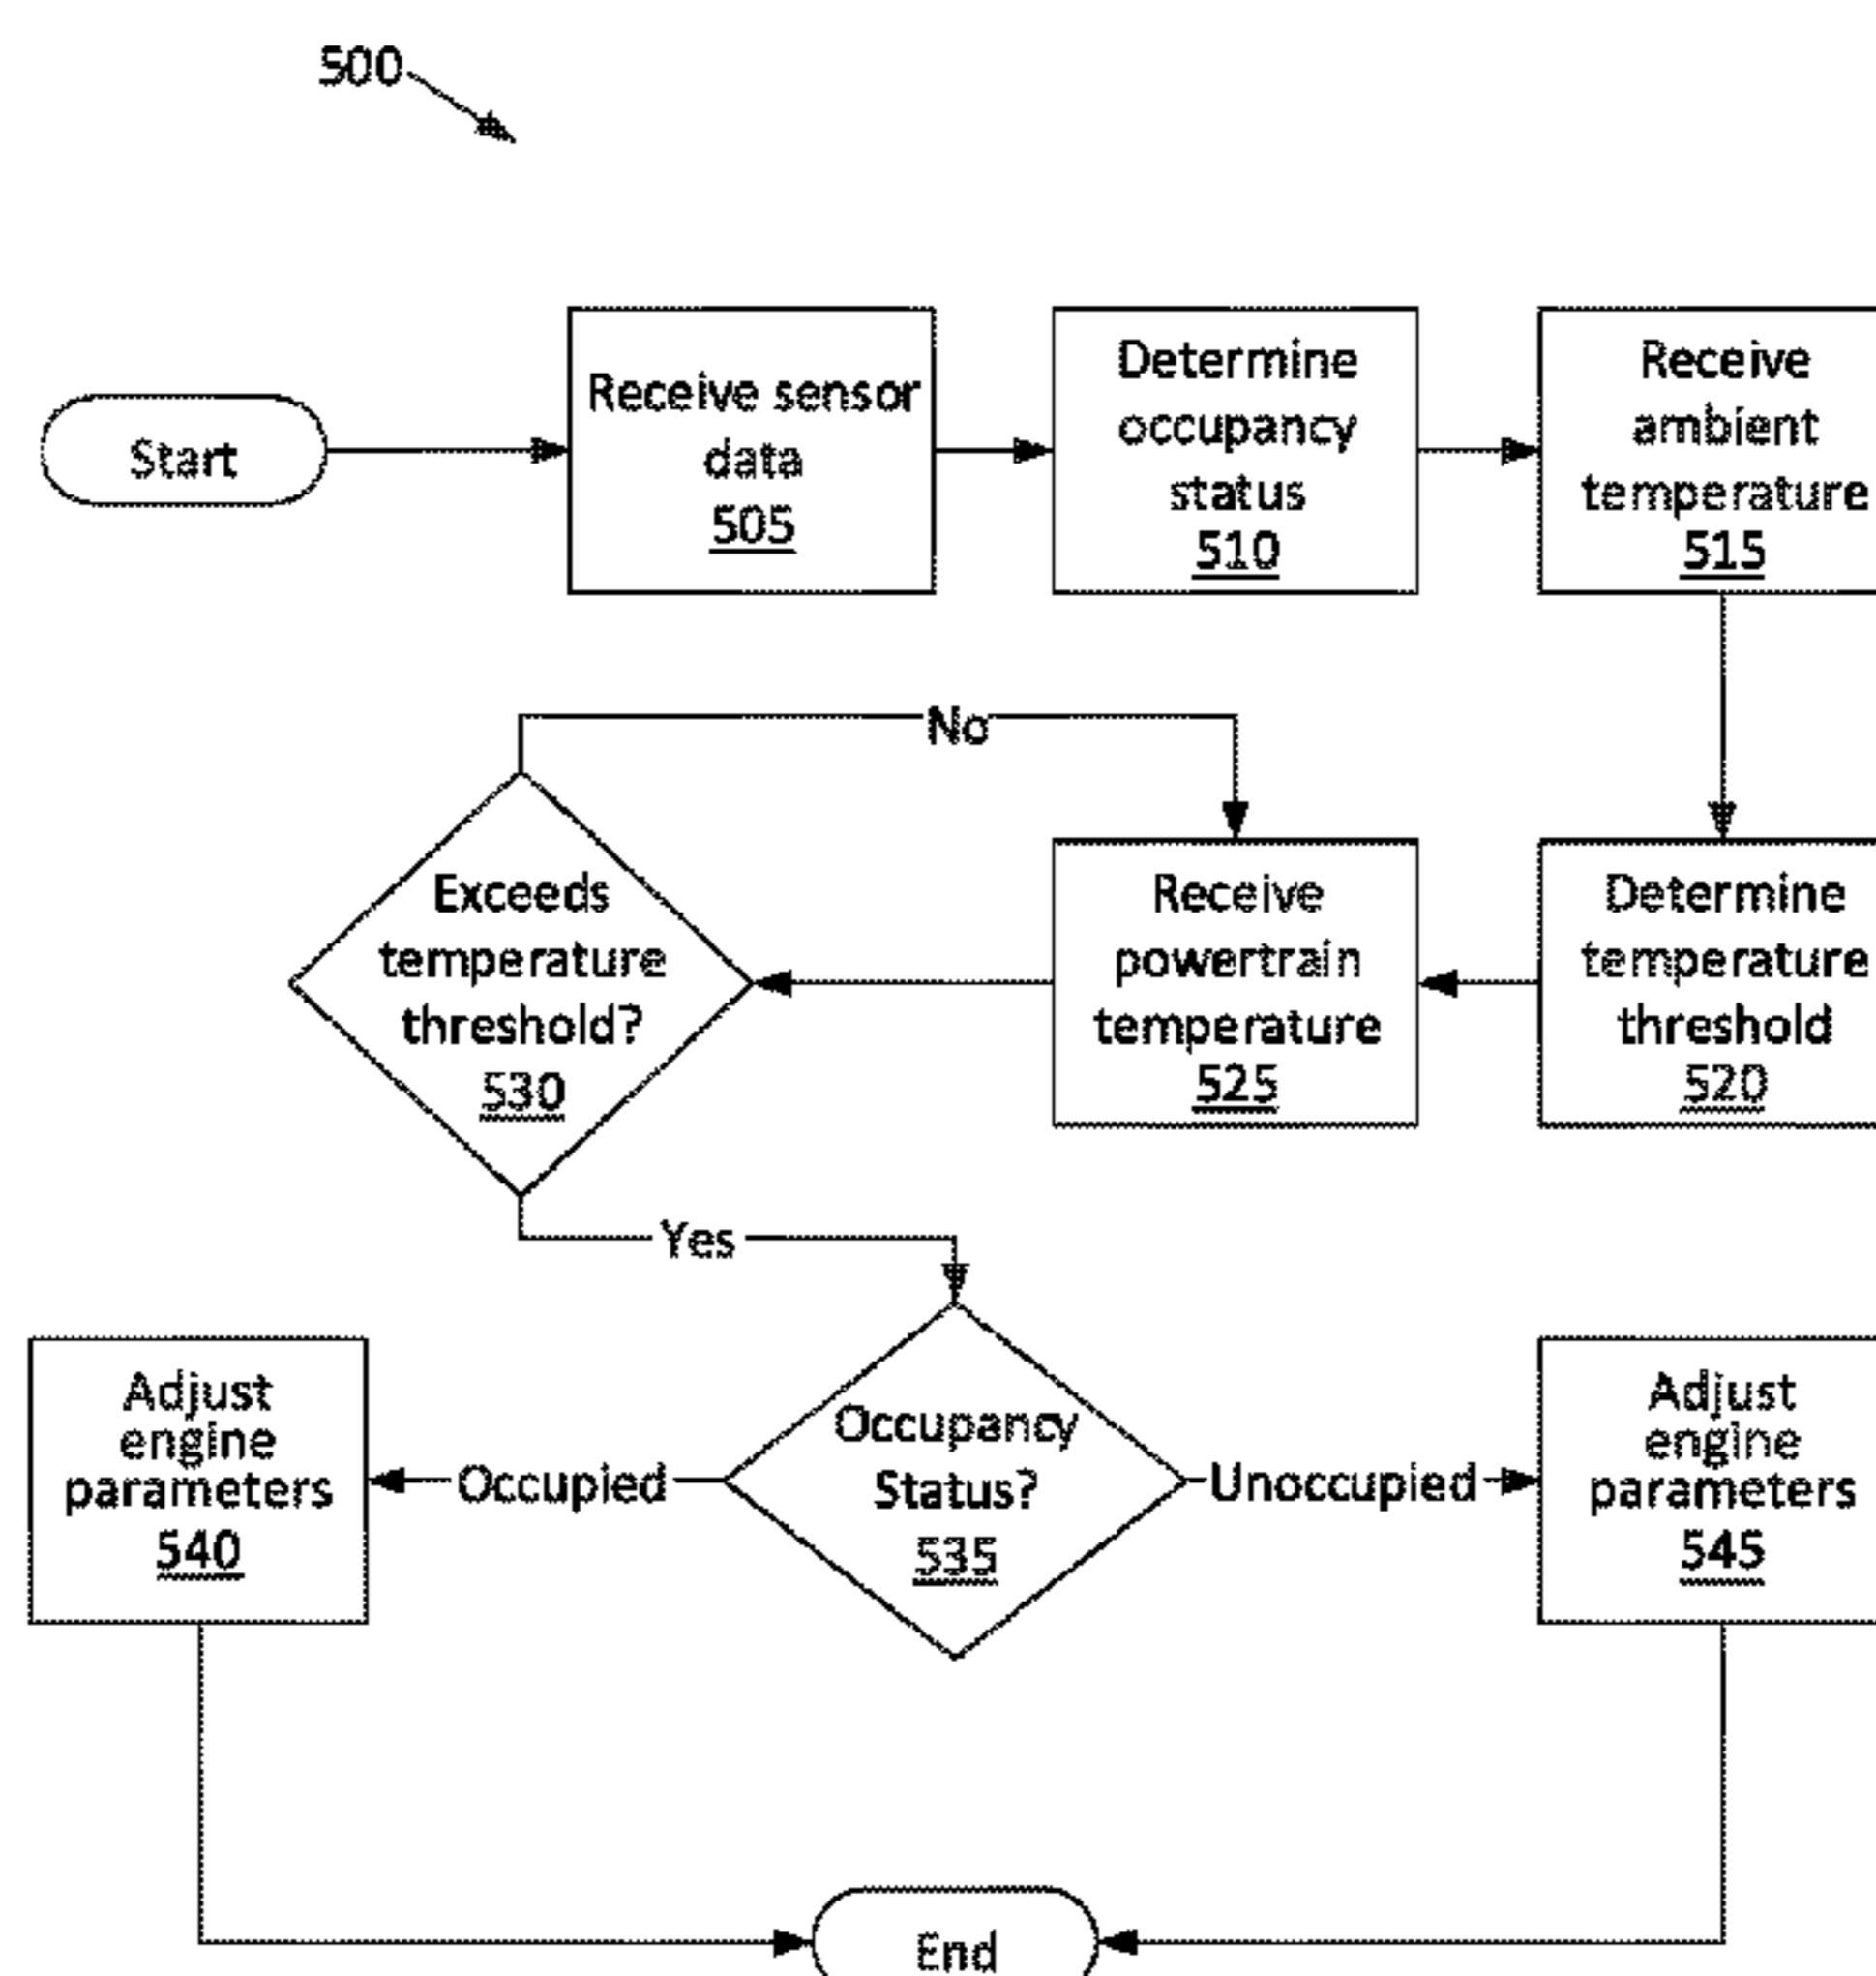 500
Start
Receive sensor
data
505
Determine
occupancy
status
510
Receive
ambient
temperature
515
No
Exceeds
temperature
threshold?
530
Receive
powertrain
temperature
525
Determine
temperature
threshold
520
Yes
Adjust
engine
parameters
540
Occupied
Occupancy
Status?
535
Unoccupied
Adjust
engine
parameters
545
End